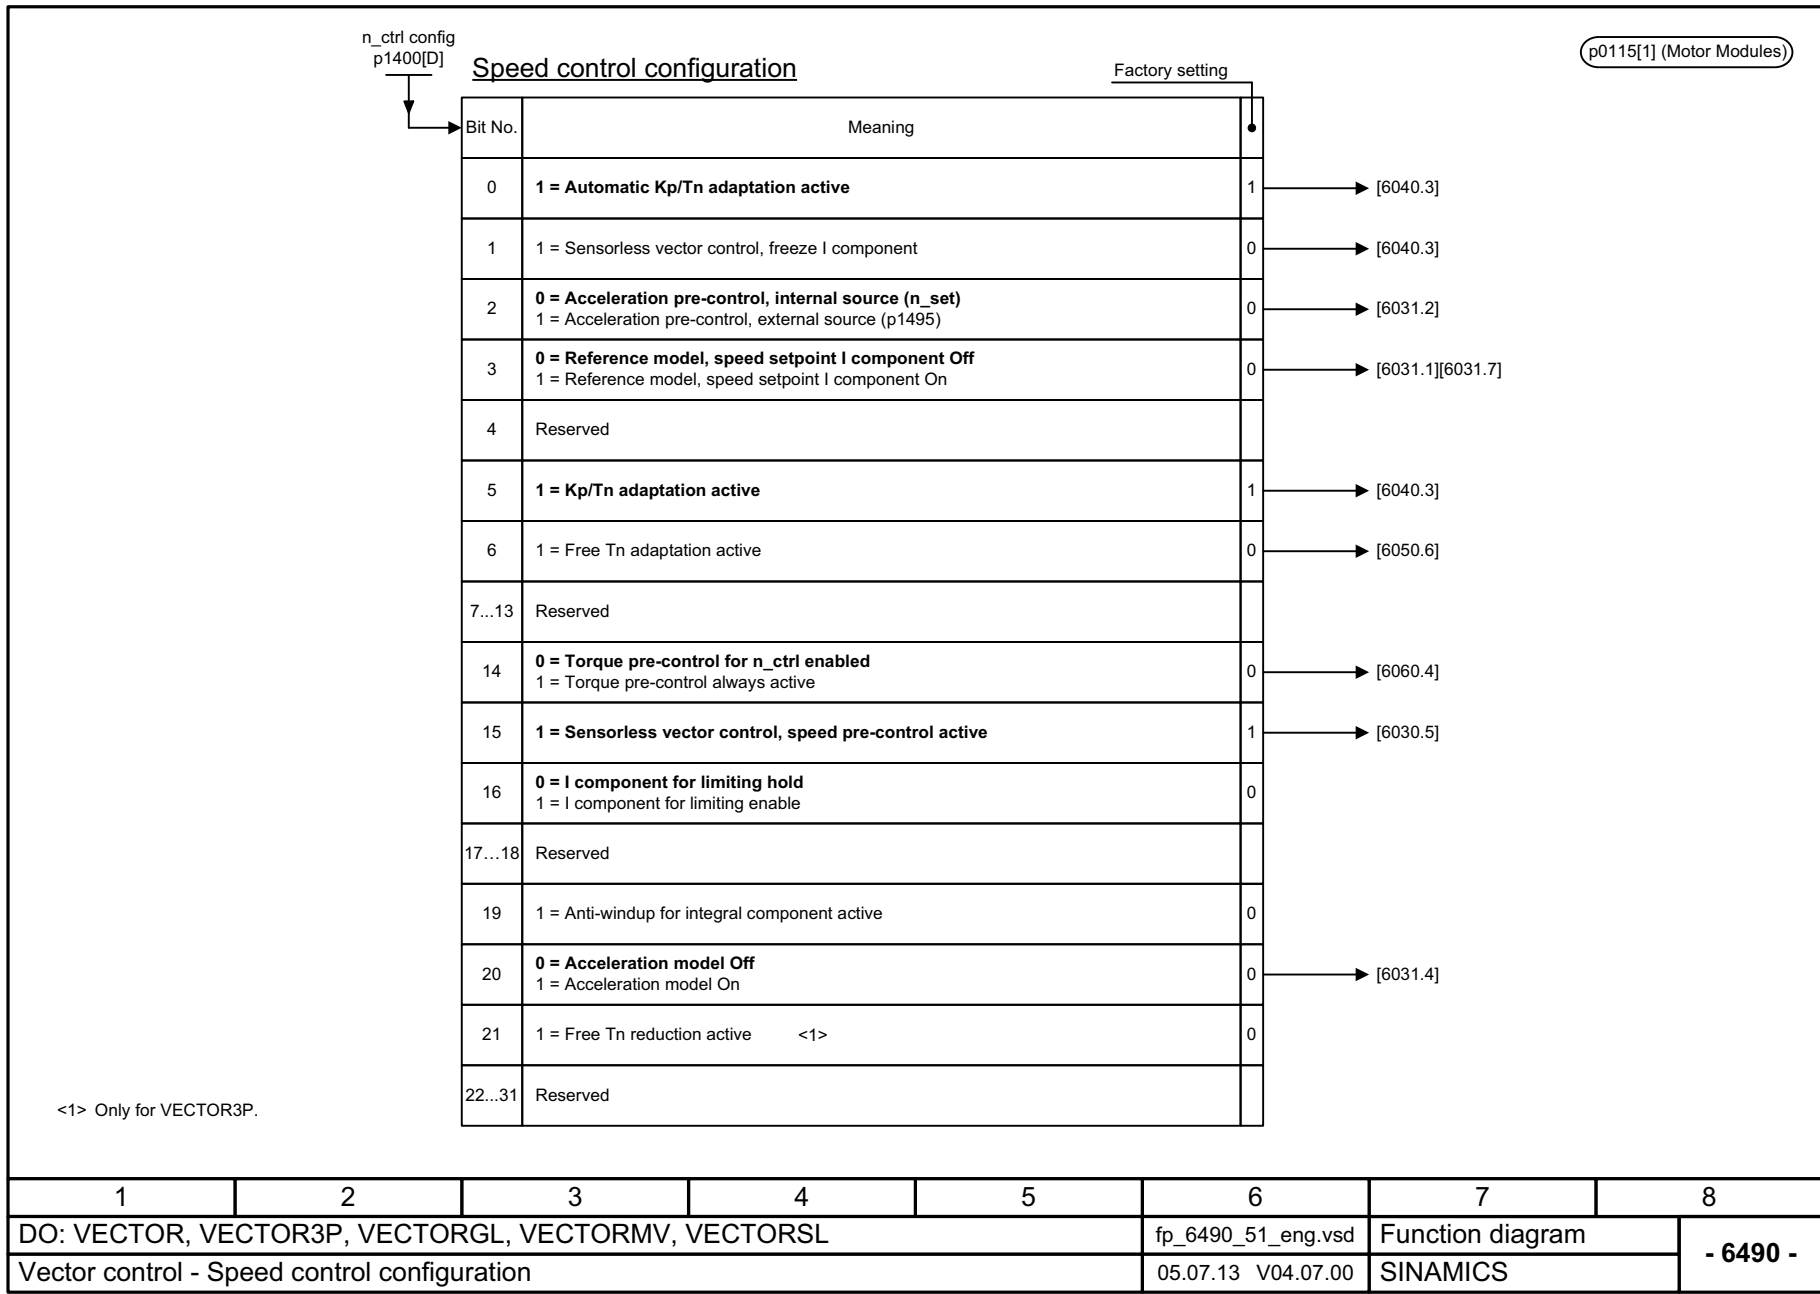 n_ctrl config
p1400[D]
Speed control configuration
Factory setting
p0115[1] (Motor Modules)
Bit No. Meaning
0 1 = Automatic Kp/Tn adaptation active 1 [6040.3]
1 1 = Sensorless vector control, freeze I component 0 [6040.3]
0 = Acceleration pre-control, internal source (n_set)
2 0 [6031.2]
1 = Acceleration pre-control, external source (p1495)
0 = Reference model, speed setpoint I component Off
3 0 [6031.1][6031.7]
1 = Reference model, speed setpoint I component On
4 Reserved
5 1 = Kp/Tn adaptation active 1 [6040.3]
6 1 = Free Tn adaptation active 0 [6050.6]
7...13 Reserved
0 = Torque pre-control for n_ctrl enabled
14 0 [6060.4]
1 = Torque pre-control always active
15 1 = Sensorless vector control, speed pre-control active 1 [6030.5]
0 = I component for limiting hold
16 0
1 = I component for limiting enable
17…18 Reserved
19 1 = Anti-windup for integral component active 0
0 = Acceleration model Off
20 0 [6031.4]
1 = Acceleration model On
21 1 = Free Tn reduction active <1> 0
22...31 Reserved
<1> Only for VECTOR3P.
1 2 3 4 5 6 7 8
DO: VECTOR, VECTOR3P, VECTORGL, VECTORMV, VECTORSL fp_6490_51_eng.vsd Function diagram
- 6490 -
Vector control - Speed control configuration 05.07.13 V04.07.00 SINAMICS